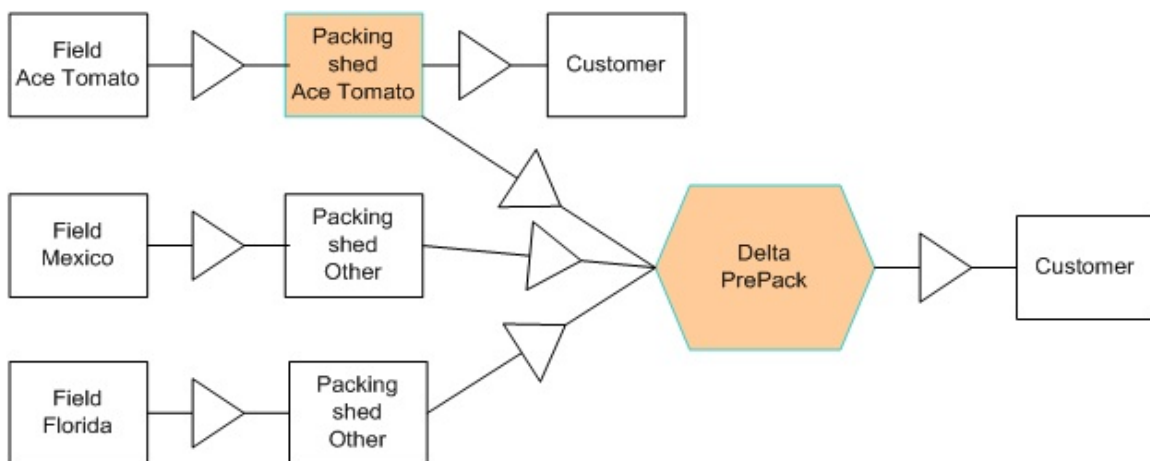 Field
Ace Tomato
Packing
shed
Ace Tomato
Customer
Field
Mexico
Packing
shed
Other
Delta
PrePack
Customer
Field
Florida
Packing
shed
Other